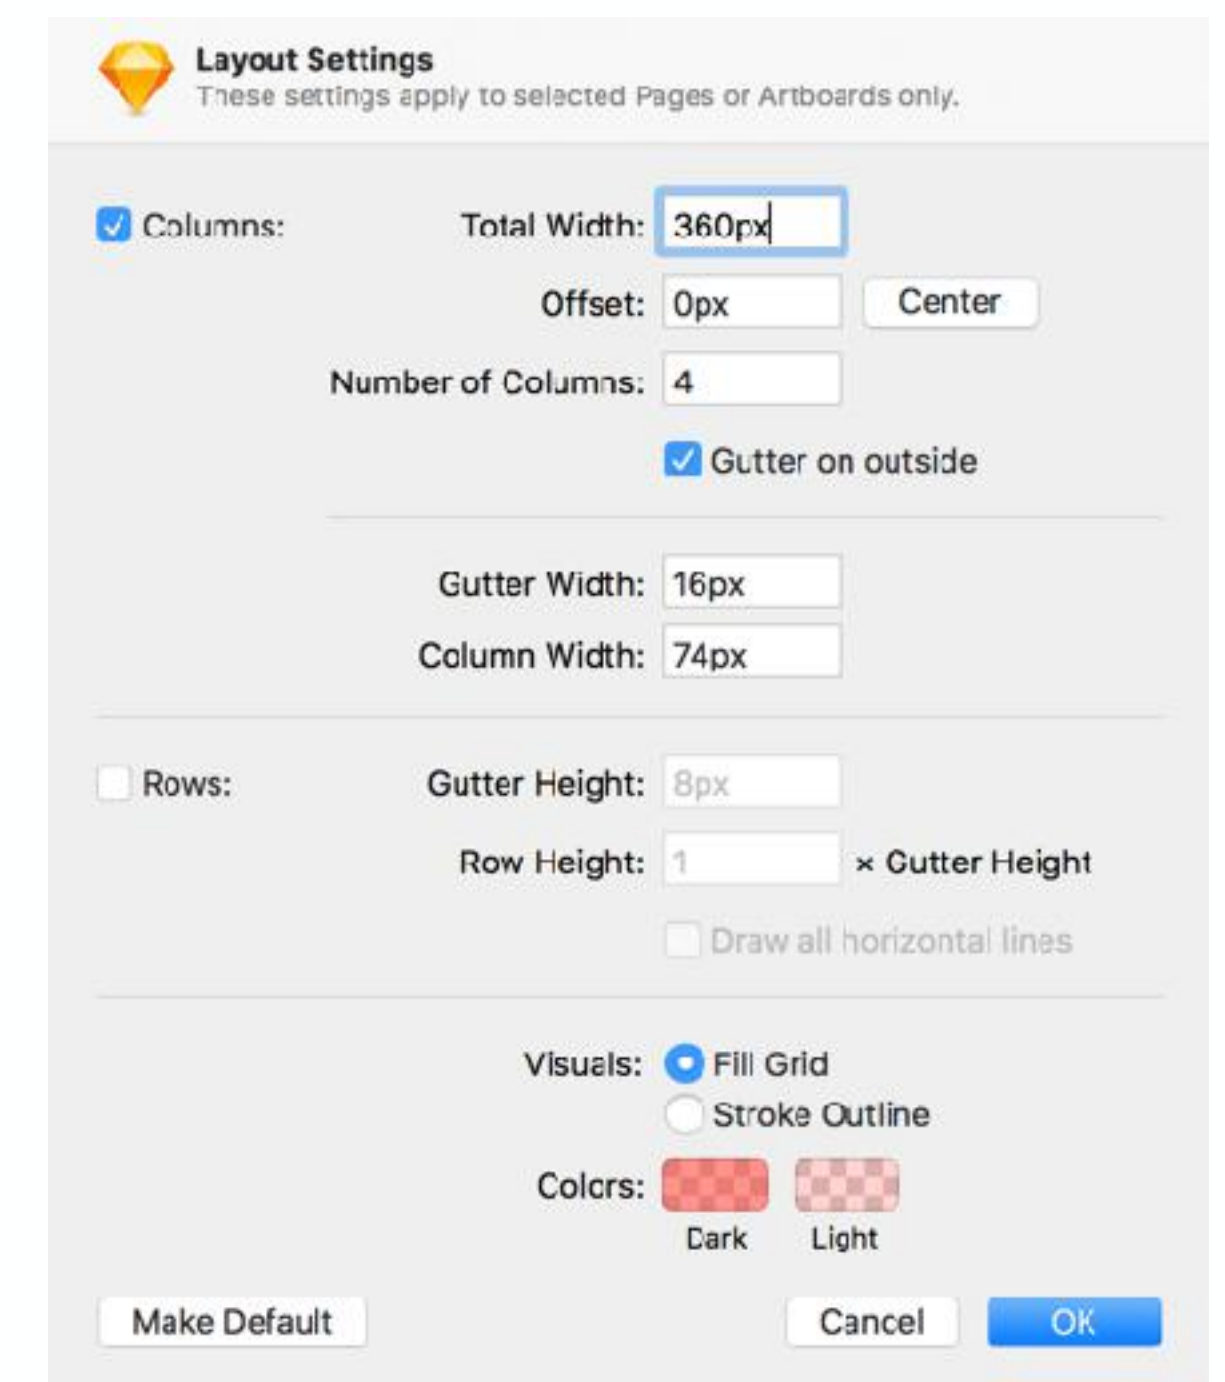 Layout Settings
These settings apply to selected Pages or Artboards only.
Columns: Total Width: 360px
Offset: 0px Center
Number of Columns: 4
Gutter on outside
Gutter Width: 16px
Column Width: 74px
Rows: Gutter Height: 8px
Row Height: 1 × Gutter Height
Draw all horizontal lines
Visuals: Fill Grid
Stroke Outline
Colors:
Dark Light
Make Default Cancel OK